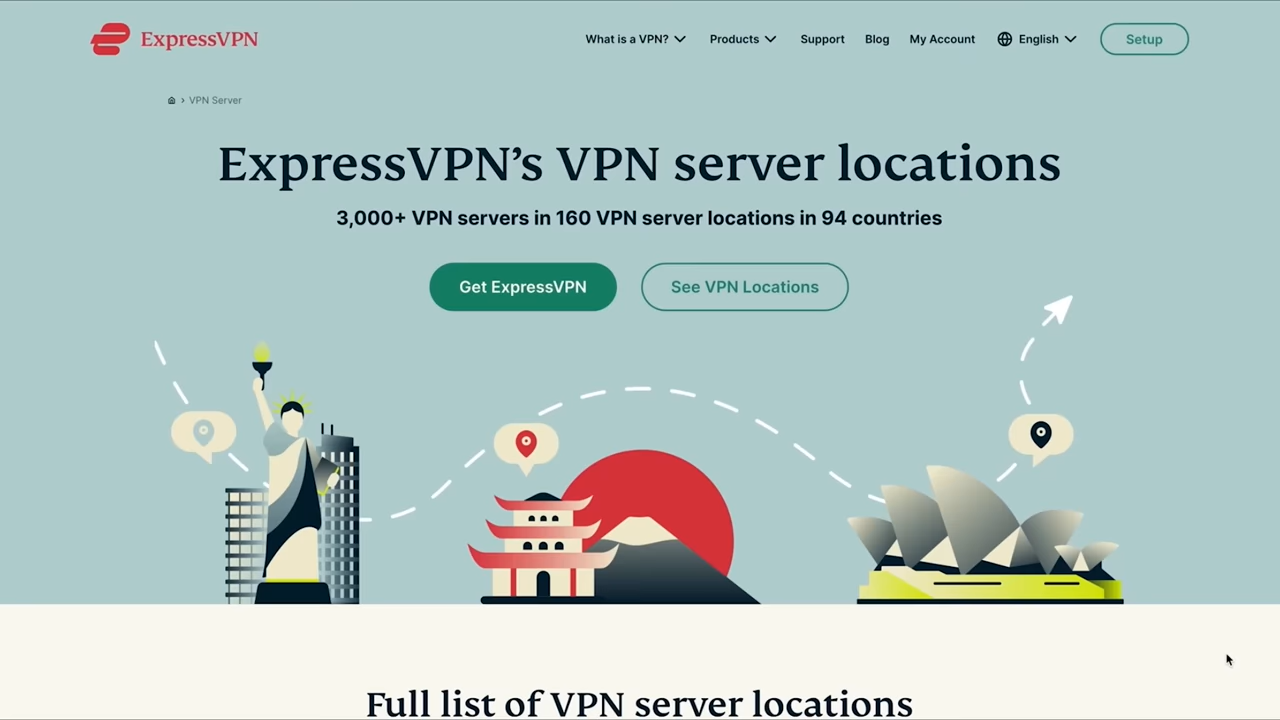 ExpressVPN
What is a VPN? Products Support Blog My Account English Setup
VPN Server
ExpressVPN’s VPN server locations
3,000+ VPN servers in 160 VPN server locations in 94 countries
Get ExpressVPN See VPN Locations
Full list of VPN server locations